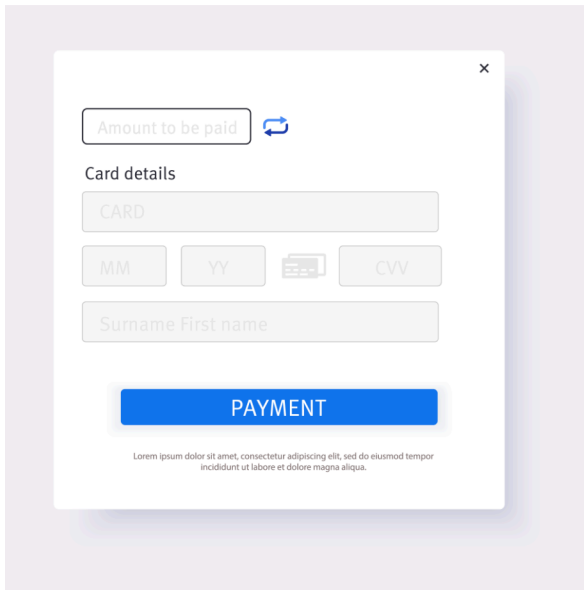 ×
Amount to be paid
Card details
CARD
MM YY CVV
Surname First name
PAYMENT
Lorem ipsum dolor sit amet, consectetur adipiscing elit, sed do eiusmod tempor
incididunt ut labore et dolore magna aliqua.